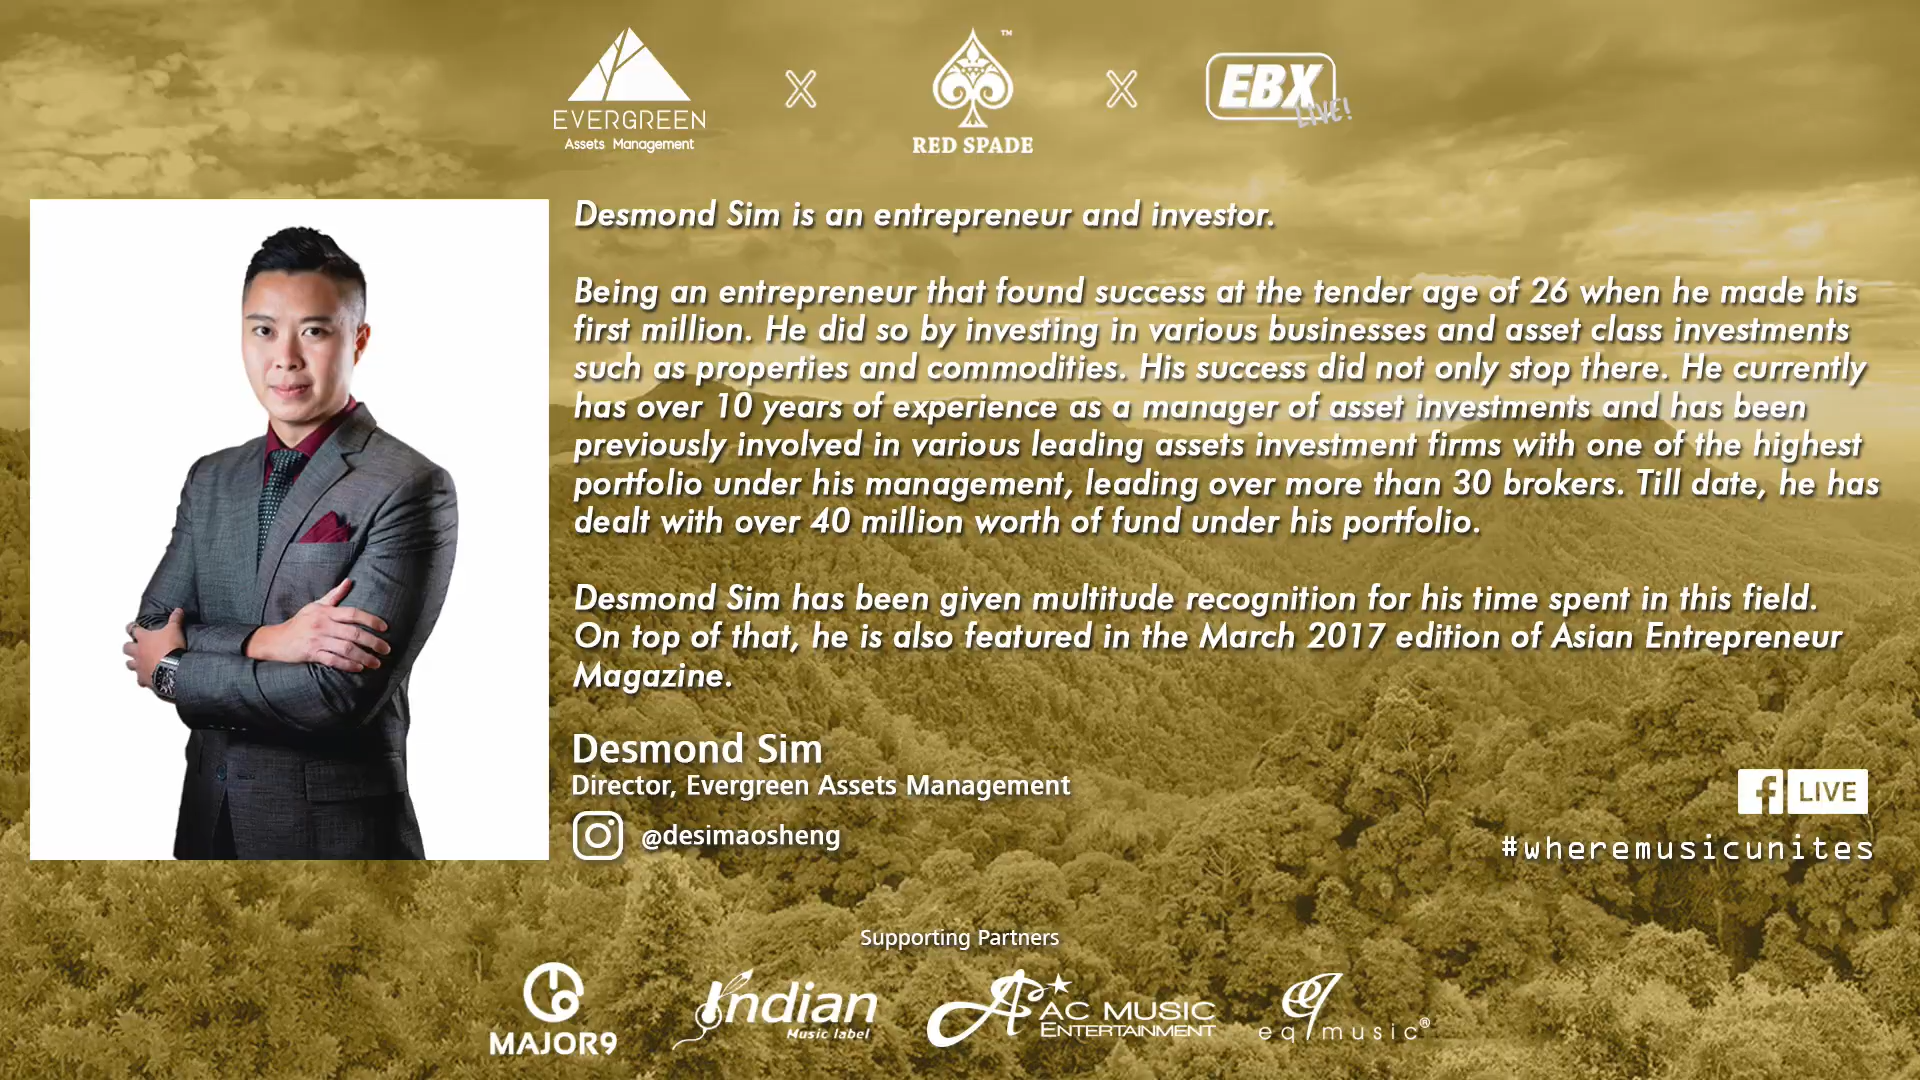 EVERGREEN
Assets Management
X
™
RED SPADE
X
EBX
LIVE!
Desmond Sim is an entrepreneur and investor.
Being an entrepreneur that found success at the tender age of 26 when he made his
first million. He did so by investing in various businesses and asset class investments
such as properties and commodities. His success did not only stop there. He currently
has over 10 years of experience as a manager of asset investments and has been
previously involved in various leading assets investment firms with one of the highest
portfolio under his management, leading over more than 30 brokers. Till date, he has
dealt with over 40 million worth of fund under his portfolio.
Desmond Sim has been given multitude recognition for his time spent in this field.
On top of that, he is also featured in the March 2017 edition of Asian Entrepreneur
Magazine.
Desmond Sim
Director, Evergreen Assets Management
@desimaosheng
f LIVE
#wheremusicunites
Supporting Partners
MAJOR9
Indian
Music label
AC MUSIC
ENTERTAINMENT
eq music®